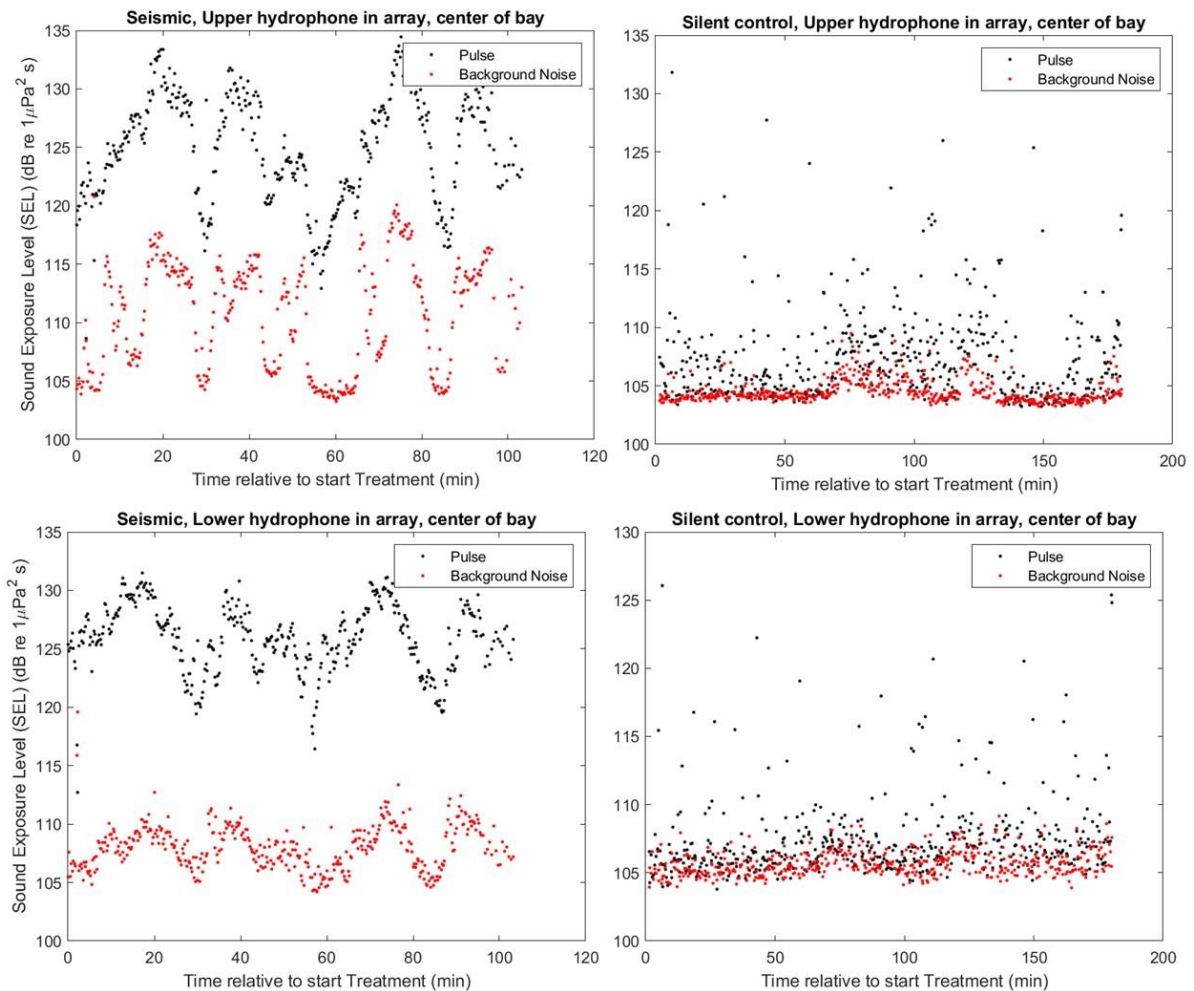 Seismic, Upper hydrophone in array, center of bay
135
130
125
120
115
110
105
100
Sound Exposure Level (SEL) (dB re 1μPa² s)
Pulse
Background Noise
0 20 40 60 80 100 120
Time relative to start Treatment (min)
Silent control, Upper hydrophone in array, center of bay
135
130
125
120
115
110
105
100
Pulse
Background Noise
0 50 100 150 200
Time relative to start Treatment (min)
Seismic, Lower hydrophone in array, center of bay
135
130
125
120
115
110
105
100
Sound Exposure Level (SEL) (dB re 1μPa² s)
Pulse
Background Noise
0 20 40 60 80 100 120
Time relative to start Treatment (min)
Silent control, Lower hydrophone in array, center of bay
130
125
120
115
110
105
100
Pulse
Background Noise
0 50 100 150 200
Time relative to start Treatment (min)